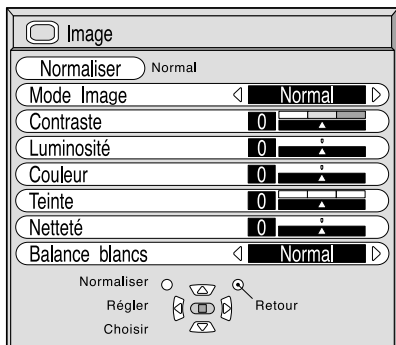 Image
Normaliser Normal
Mode Image Normal
Contraste 0
Luminosité 0
Couleur 0
Teinte 0
Netteté 0
Balance blancs Normal
Normaliser
Régler Retour
Choisir